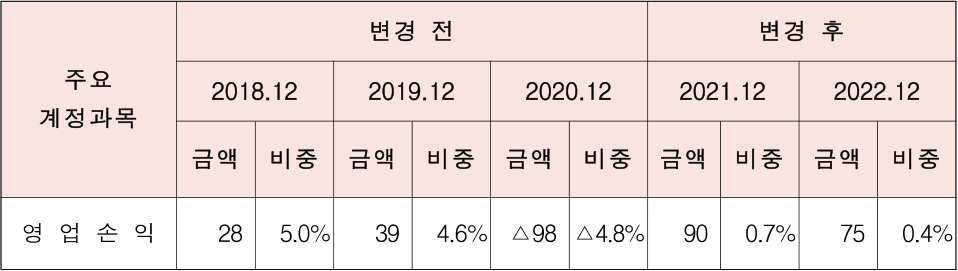 주요 계정과목 변경 전 변경 후
2018.12 2019.12 2020.12 2021.12 2022.12
금액 비중 금액 비중 금액 비중 금액 비중 금액 비중
영 업 손 익 28 5.0% 39 4.6% △98 △4.8% 90 0.7% 75 0.4%